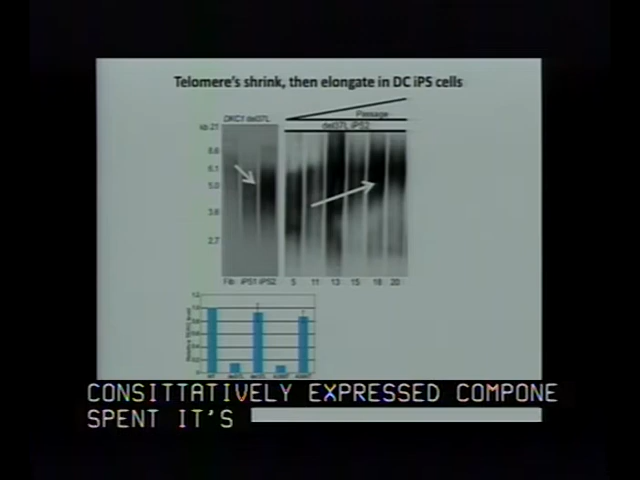 Telomere's shrink, then elongate in DC iPS cells
DKC1 del37L
Passage
del37L iPS2
kb 21
8.6
6.1
5.0
3.6
2.7
Fib iPS1 iPS2
5 11 13 15 18 20
CONSITTATIVELY EXPRESSED COMPONE
SPENT IT'S